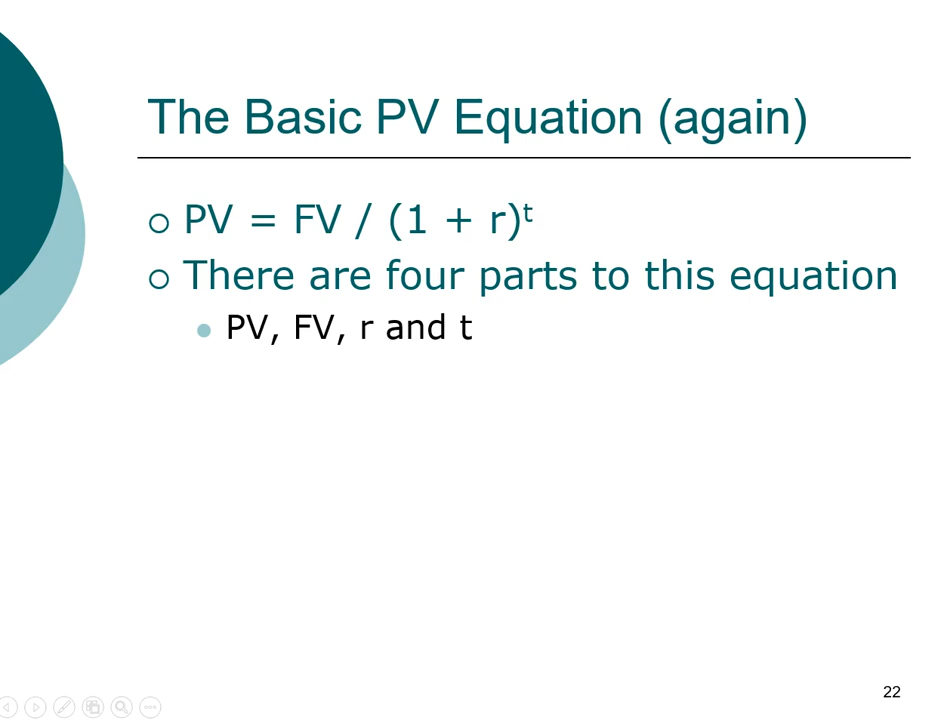 The Basic PV Equation (again)
PV = FV / (1 + r)ᵗ
There are four parts to this equation
PV, FV, r and t
22